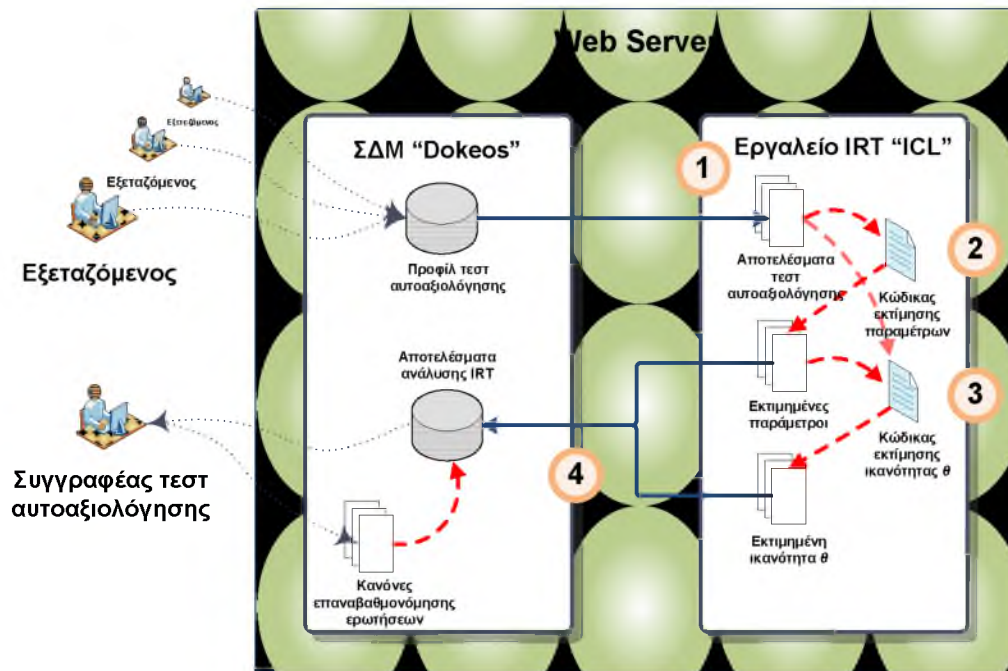 Web Server
Εξεταζόμενος
Εξεταζόμενος
Εξεταζόμενος
ΣΔΜ “Dokeos”
Προφίλ τεστ
αυτοαξιολόγησης
Αποτελέσματα
ανάλυσης IRT
Συγγραφέας τεστ
αυτοαξιολόγησης
Κανόνες
επαναβαθμονόμησης
ερωτήσεων
Εργαλείο IRT “ICL”
1
Αποτελέσματα
τεστ
αυτοαξιολόγησης
2
Κώδικας
εκτίμησης
παραμέτρων
Εκτιμημένες
παράμετροι
3
Κώδικας
εκτίμησης
ικανότητας θ
4
Εκτιμημένη
ικανότητα θ